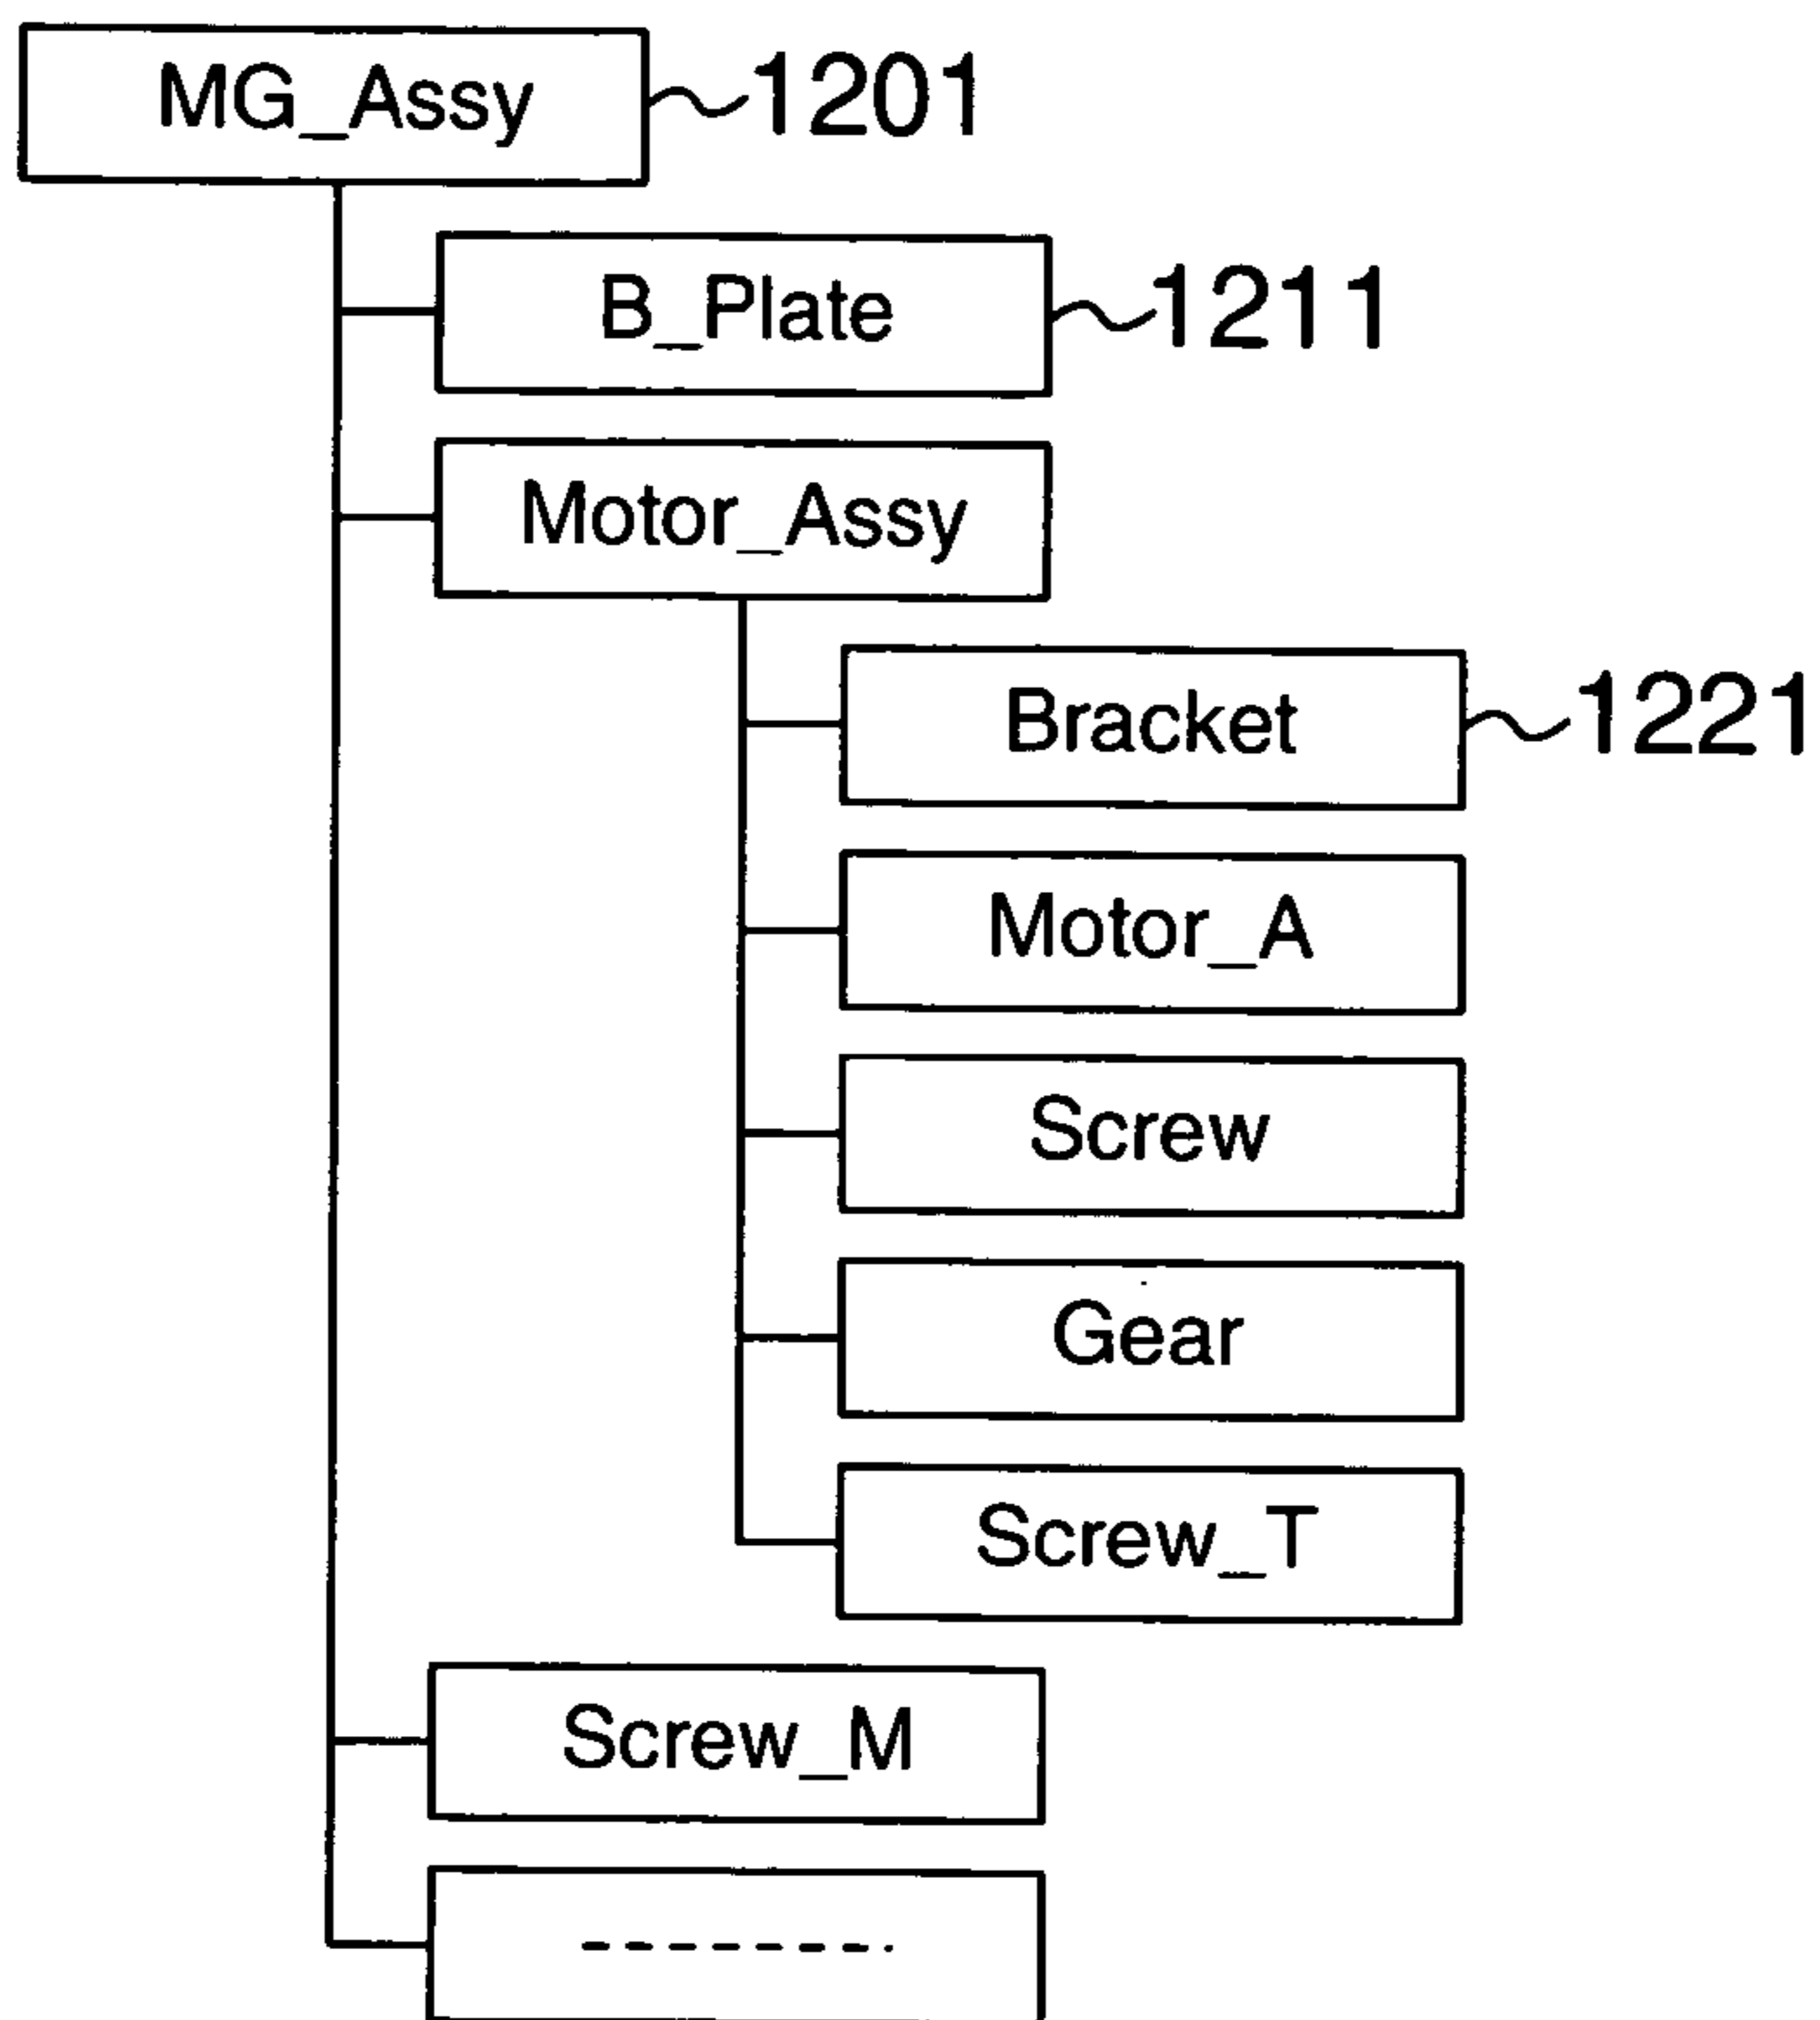 MG_Assy 1201
B_Plate 1211
Motor_Assy
Bracket 1221
Motor_A
Screw
Gear
Screw_T
Screw_M